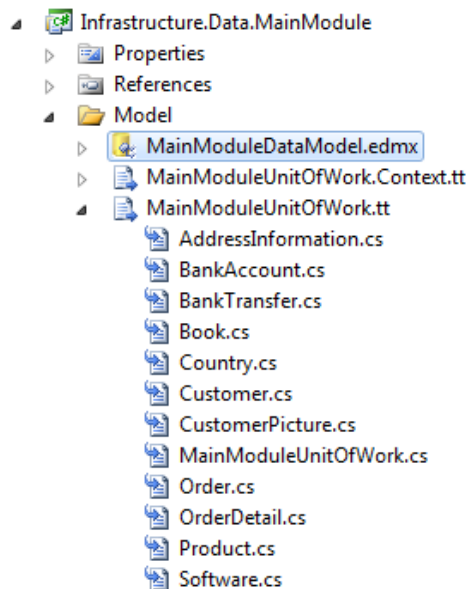 Infrastructure.Data.MainModule
Properties
References
Model
MainModuleDataModel.edmx
MainModuleUnitOfWork.Context.tt
MainModuleUnitOfWork.tt
AddressInformation.cs
BankAccount.cs
BankTransfer.cs
Book.cs
Country.cs
Customer.cs
CustomerPicture.cs
MainModuleUnitOfWork.cs
Order.cs
OrderDetail.cs
Product.cs
Software.cs